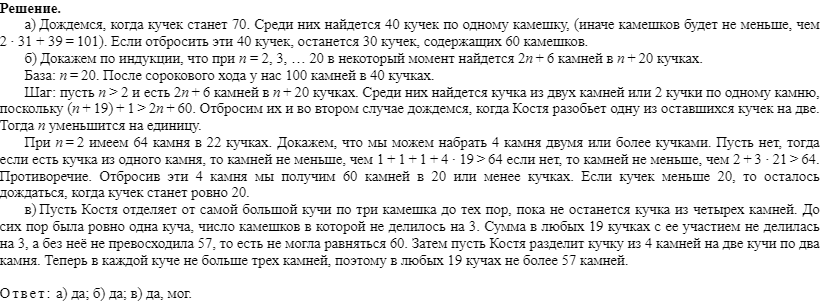 Решение.
а) Дождемся, когда кучек станет 70. Среди них найдется 40 кучек по одному камешку, (иначе камешков будет не меньше, чем
2 · 31 + 39 = 101). Если отбросить эти 40 кучек, останется 30 кучек, содержащих 60 камешков.
б) Докажем по индукции, что при n = 2, 3, … 20 в некоторый момент найдется 2n + 6 камней в n + 20 кучках.
База: n = 20. После сорокового хода у нас 100 камней в 40 кучках.
Шаг: пусть n > 2 и есть 2n + 6 камней в n + 20 кучках. Среди них найдется кучка из двух камней или 2 кучки по одному камню,
поскольку (n + 19) + 1 > 2n + 60. Отбросим их и во втором случае дождемся, когда Костя разобьет одну из оставшихся кучек на две.
Тогда n уменьшится на единицу.
При n = 2 имеем 64 камня в 22 кучках. Докажем, что мы можем набрать 4 камня двумя или более кучками. Пусть нет, тогда
если есть кучка из одного камня, то камней не меньше, чем 1 + 1 + 1 + 4 · 19 > 64 если нет, то камней не меньше, чем 2 + 3 · 21 > 64.
Противоречие. Отбросив эти 4 камня мы получим 60 камней в 20 или менее кучках. Если кучек меньше 20, то осталось
дождаться, когда кучек станет ровно 20.
в) Пусть Костя отделяет от самой большой кучи по три камешка до тех пор, пока не останется кучка из четырех камней. До
сих пор была ровно одна куча, число камешков в которой не делилось на 3. Сумма в любых 19 кучках с ее участием не делилась
на 3, а без неё не превосходила 57, то есть не могла равняться 60. Затем пусть Костя разделит кучку из 4 камней на две кучи по два
камня. Теперь в каждой куче не больше трех камней, поэтому в любых 19 кучах не более 57 камней.
Ответ: а) да; б) да; в) да, мог.